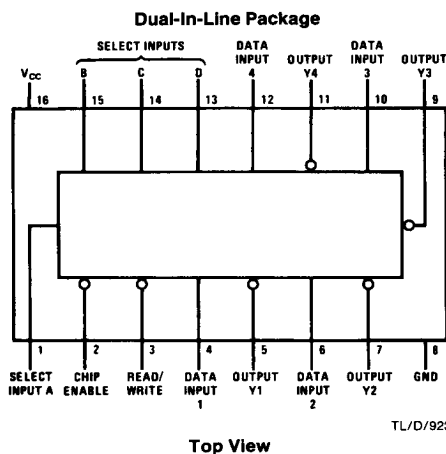 Dual-In-Line Package
SELECT INPUTS
DATA INPUT 4
OUTPUT Y4
DATA INPUT 3
OUTPUT Y3
VCC
B
C
D
16
15
14
13
12
11
10
9
1
2
3
4
5
6
7
8
SELECT INPUT A
CHIP ENABLE
READ/WRITE
DATA INPUT 1
OUTPUT Y1
DATA INPUT 2
OUTPUT Y2
GND
Top View